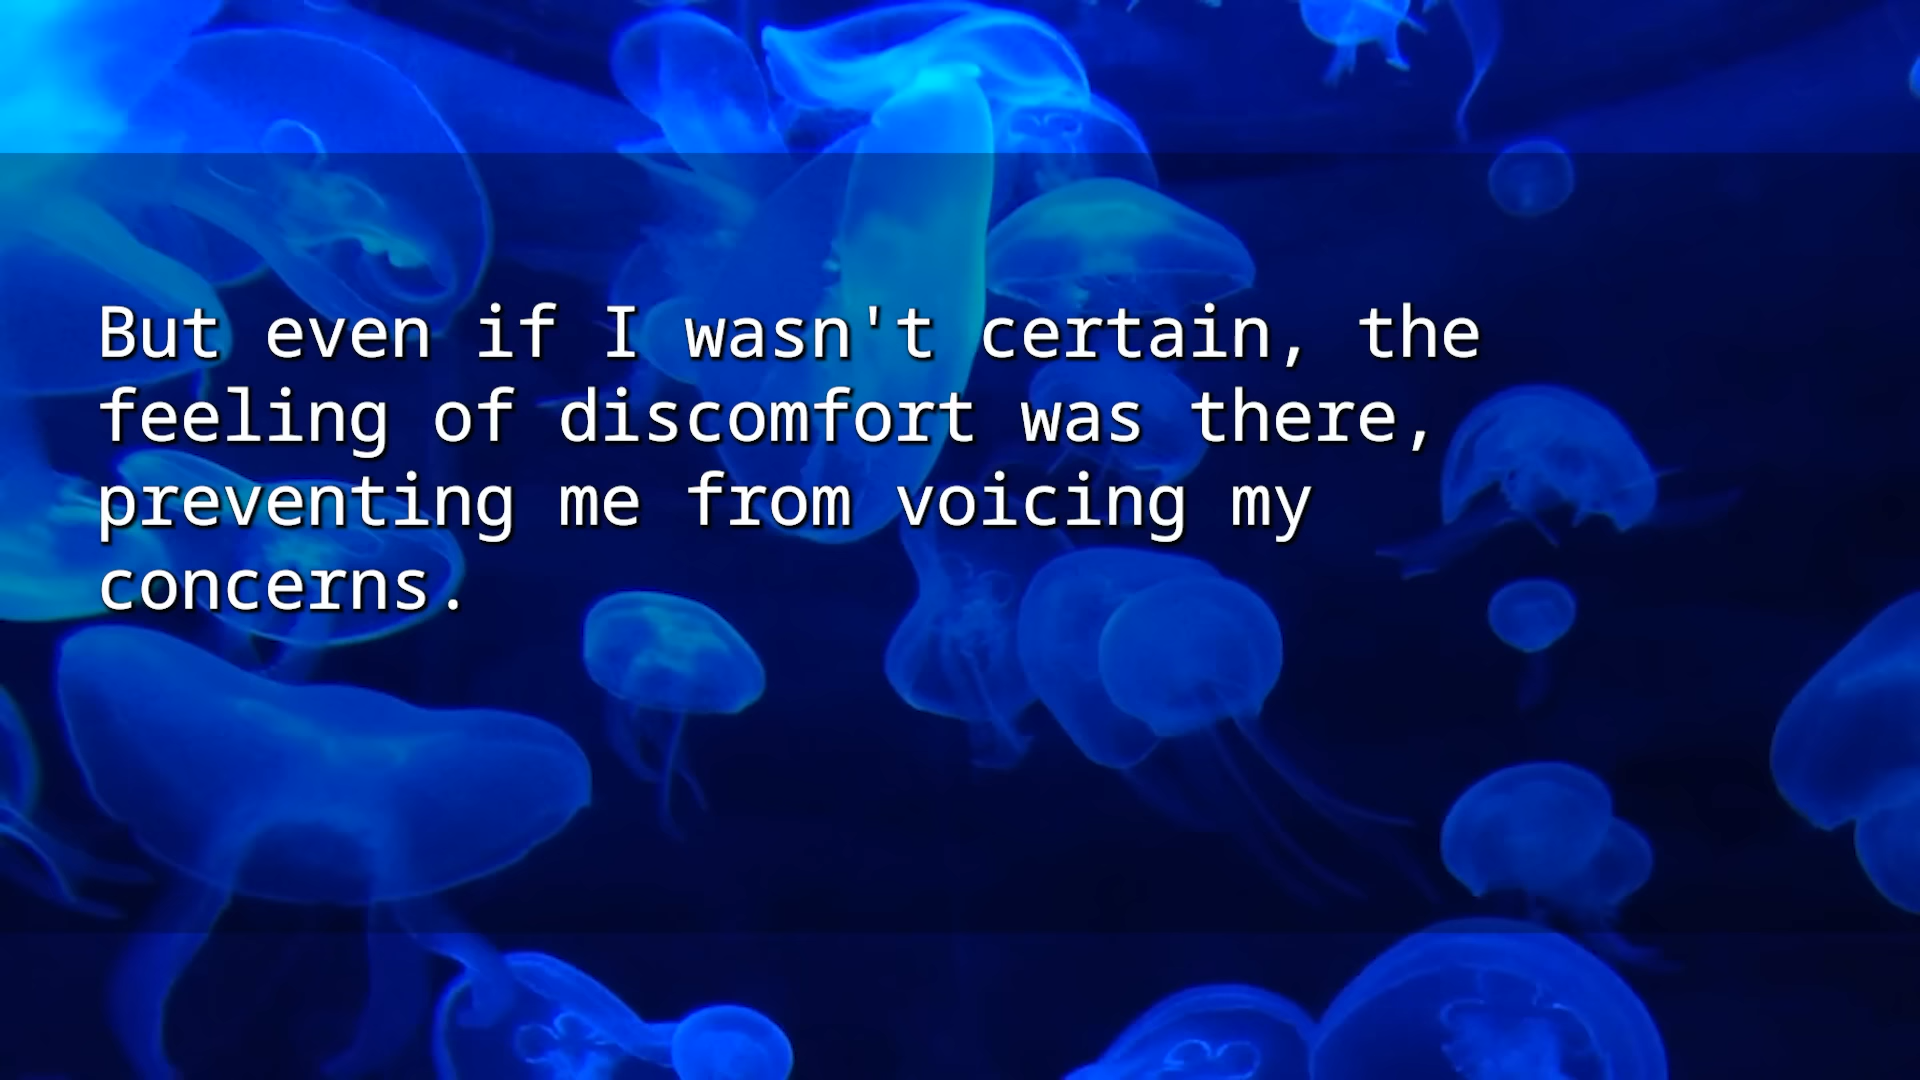 But even if I wasn't certain, the
feeling of discomfort was there,
preventing me from voicing my
concerns.